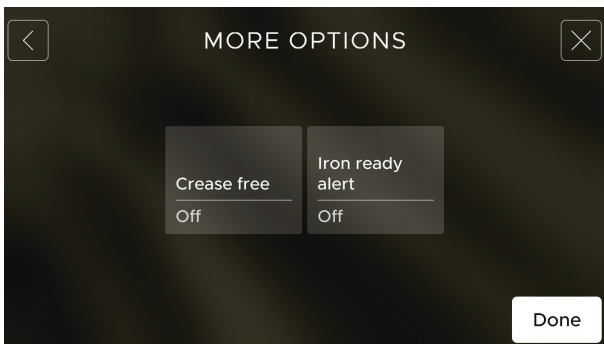 MORE OPTIONS
Crease free
Off
Iron ready
alert
Off
Done